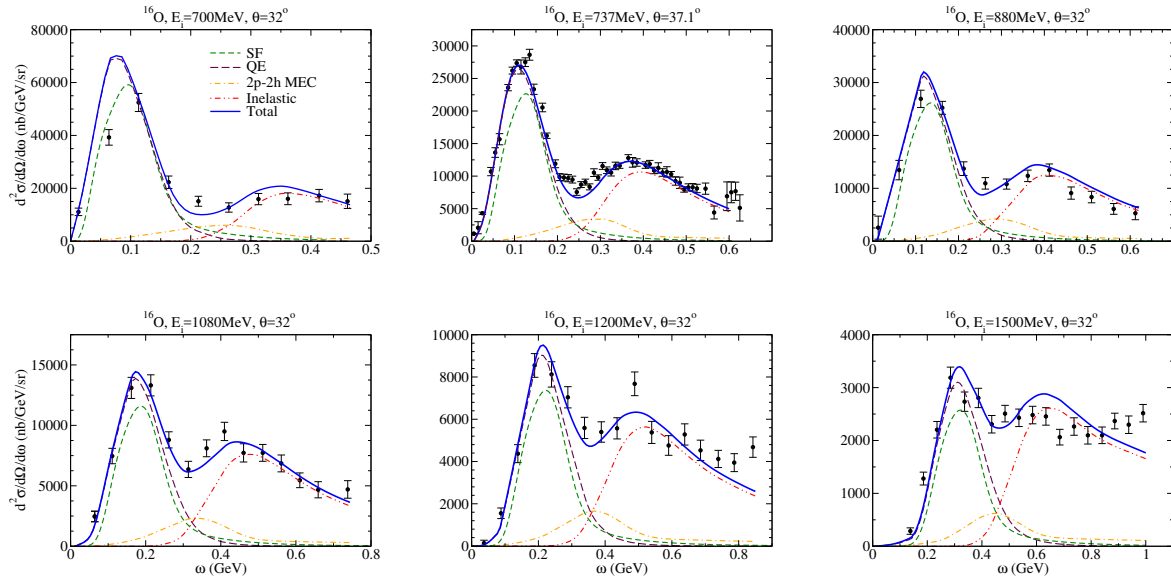 ¹⁶O, Eᵢ=700MeV, θ=32°
¹⁶O, Eᵢ=737MeV, θ=37.1°
¹⁶O, Eᵢ=880MeV, θ=32°
d²σ/dΩ/dω (nb/GeV/sr)
80000
60000
40000
20000
0
0 0.1 0.2 0.3 0.4 0.5
SF
QE
2p-2h MEC
Inelastic
Total
30000
25000
20000
15000
10000
5000
0
0 0.1 0.2 0.3 0.4 0.5 0.6
40000
30000
20000
10000
0
0 0.1 0.2 0.3 0.4 0.5 0.6
¹⁶O, Eᵢ=1080MeV, θ=32°
¹⁶O, Eᵢ=1200MeV, θ=32°
¹⁶O, Eᵢ=1500MeV, θ=32°
d²σ/dΩ/dω (nb/GeV/sr)
15000
10000
5000
0
0 0.2 0.4 0.6 0.8
ω (GeV)
10000
8000
6000
4000
2000
0
0 0.2 0.4 0.6 0.8
ω (GeV)
4000
3000
2000
1000
0
0 0.2 0.4 0.6 0.8 1
ω (GeV)